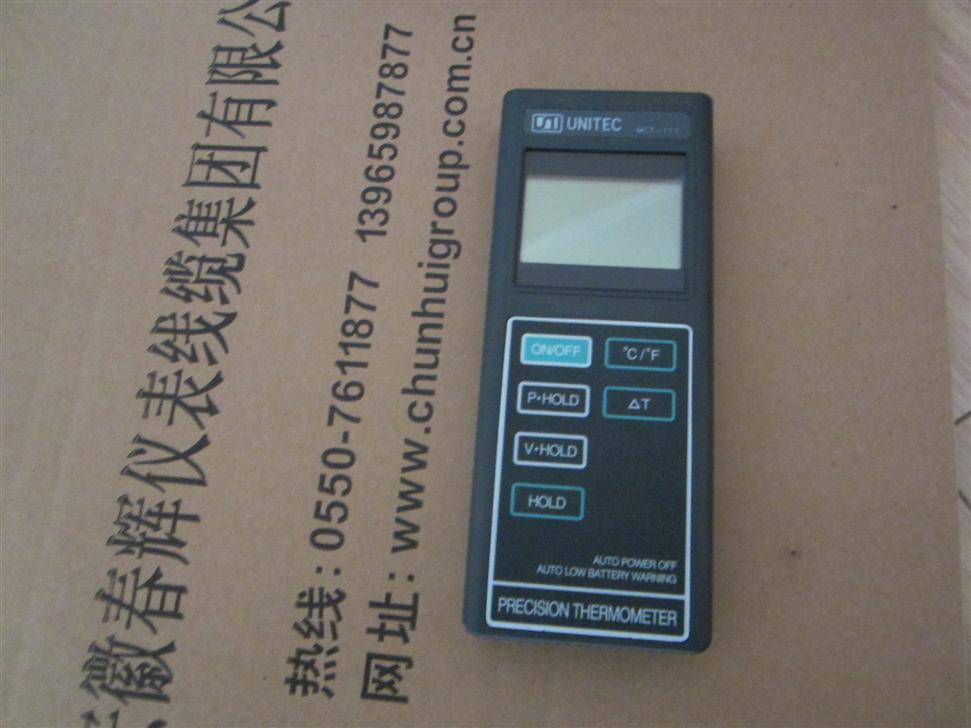 安徽春辉仪表线缆集团有限公
热线：0550-7611877 13965987877
网址：www.chunhuigroup.com.cn
UNI UNITEC
ON/OFF °C/°F
P•HOLD ΔT
V•HOLD
HOLD
AUTO POWER OFF
AUTO LOW BATTERY WARNING
PRECISION THERMOMETER